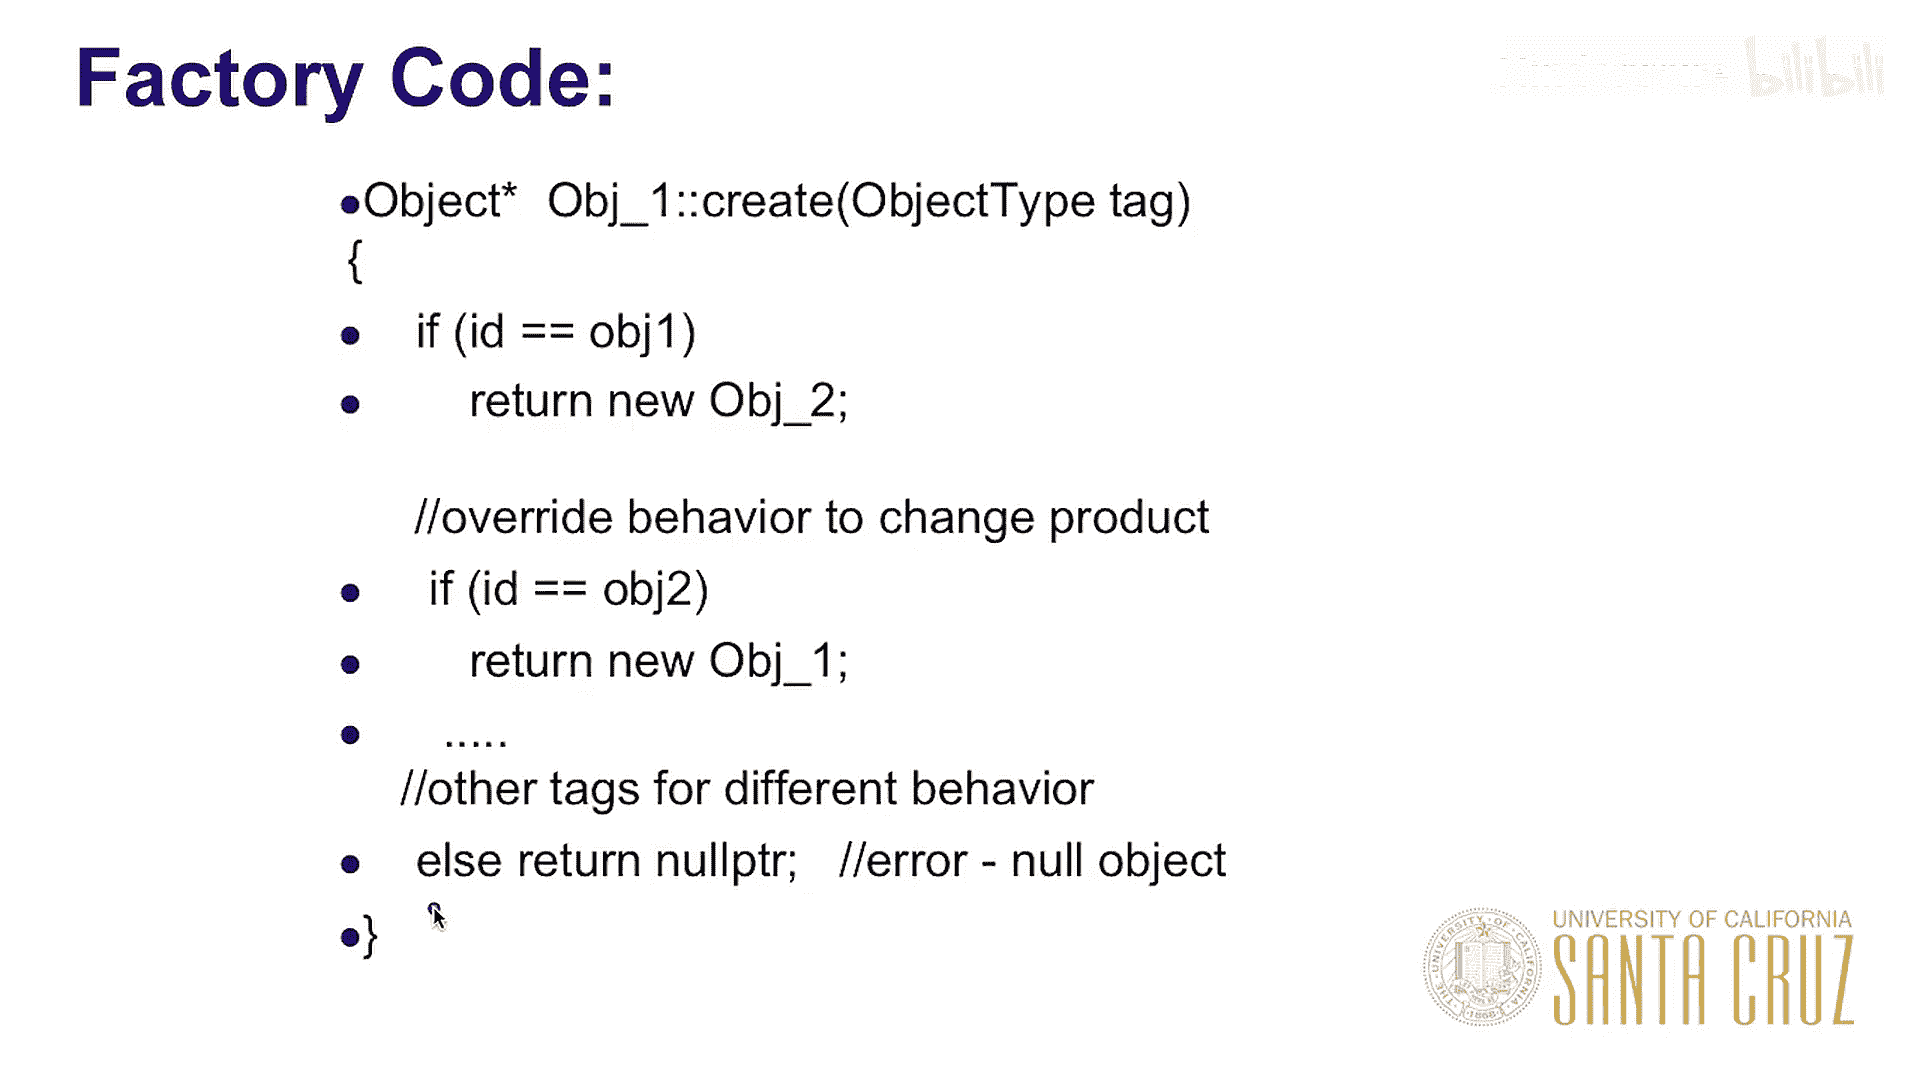 Factory Code:
bilibili
•Object* Obj_1::create(ObjectType tag)
{
• if (id == obj1)
• return new Obj_2;
//override behavior to change product
• if (id == obj2)
• return new Obj_1;
• .....
//other tags for different behavior
• else return nullptr; //error - null object
•}
UNIVERSITY OF CALIFORNIA
SANTA CRUZ